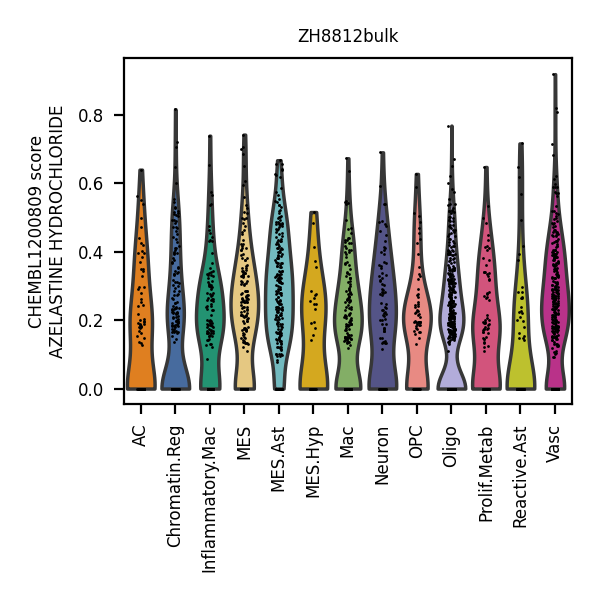 ZH8812bulk
CHEMBL1200809 score
AZELASTINE HYDROCHLORIDE
0.8
0.6
0.4
0.2
0.0
AC
Chromatin.Reg
Inflammatory.Mac
MES
MES.Ast
MES.Hyp
Mac
Neuron
OPC
Oligo
Prolif.Metab
Reactive.Ast
Vasc